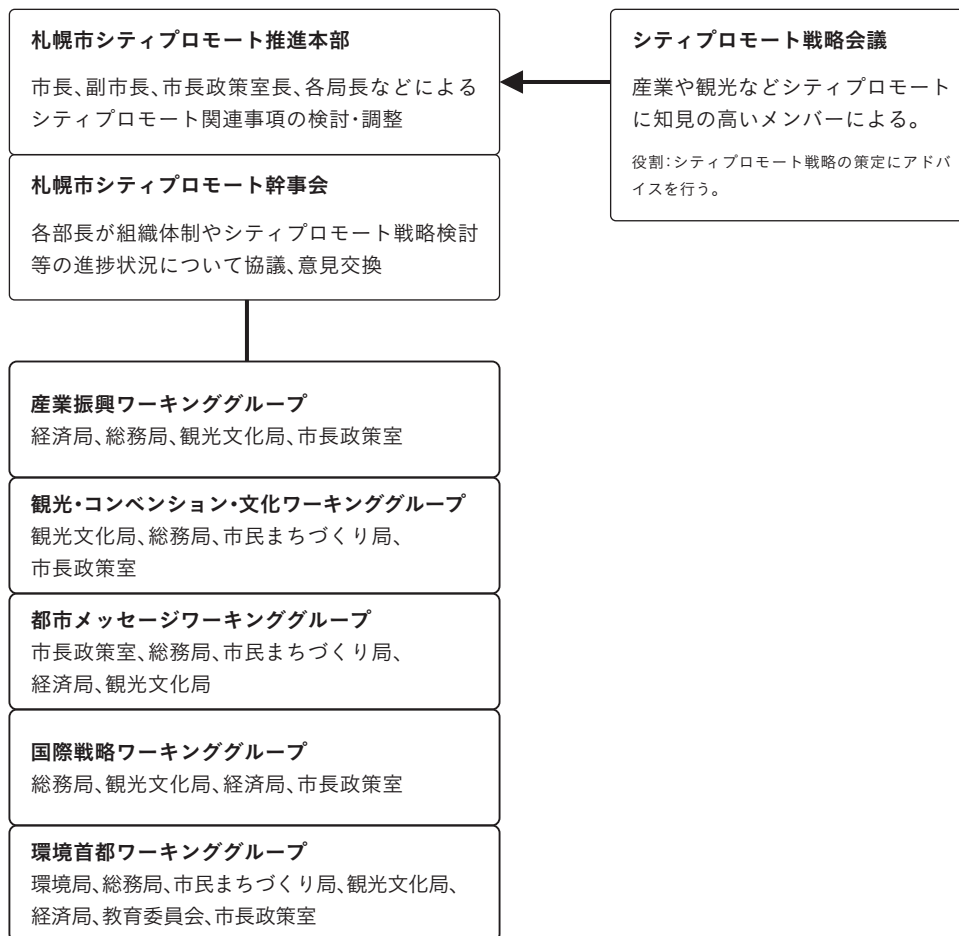 札幌市シティプロモート推進本部
市長、副市長、市長政策室長、各局長などによる
シティプロモート関連事項の検討・調整
札幌市シティプロモート幹事会
各部長が組織体制やシティプロモート戦略検討
等の進捗状況について協議、意見交換
シティプロモート戦略会議
産業や観光などシティプロモート
に知見の高いメンバーによる。
役割：シティプロモート戦略の策定にアドバ
イスを行う。
産業振興ワーキンググループ
経済局、総務局、観光文化局、市長政策室
観光・コンベンション・文化ワーキンググループ
観光文化局、総務局、市民まちづくり局、
市長政策室
都市メッセージワーキンググループ
市長政策室、総務局、市民まちづくり局、
経済局、観光文化局
国際戦略ワーキンググループ
総務局、観光文化局、経済局、市長政策室
環境首都ワーキンググループ
環境局、総務局、市民まちづくり局、観光文化局、
経済局、教育委員会、市長政策室